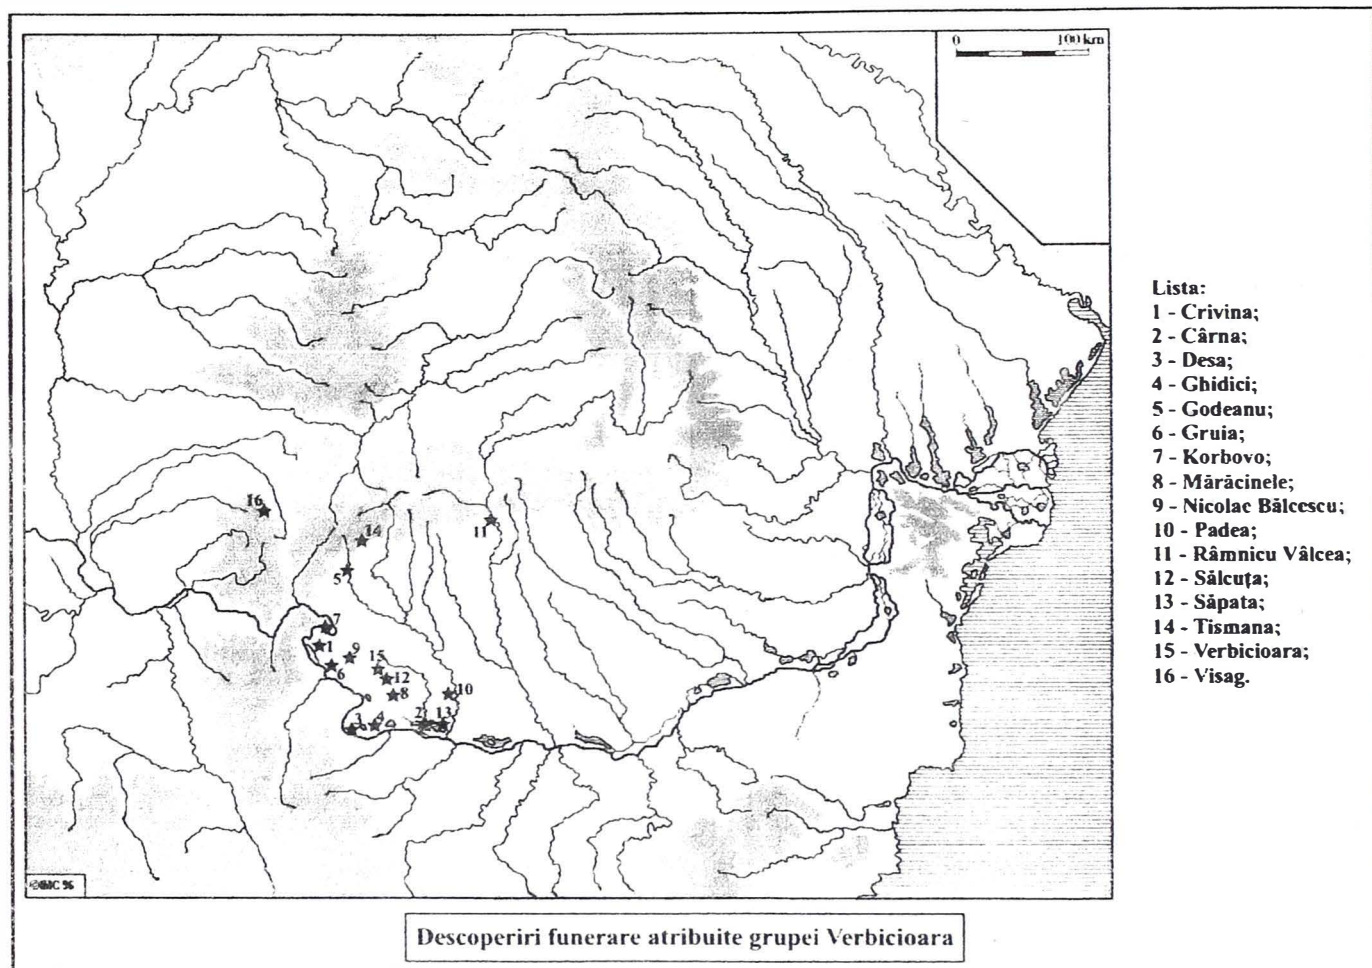 0 100 km
16
14
11
5
7
1
9
6
15
12
8
10
3
4
2
13
©IMC 96
Lista:
1 - Crivina;
2 - Cârna;
3 - Desa;
4 - Ghidici;
5 - Godeanu;
6 - Gruia;
7 - Korbovo;
8 - Mărăcinele;
9 - Nicolae Bălcescu;
10 - Padea;
11 - Râmnicu Vâlcea;
12 - Sălcuţa;
13 - Săpata;
14 - Tismana;
15 - Verbicioara;
16 - Visag.
Descoperiri funerare atribuite grupei Verbicioara